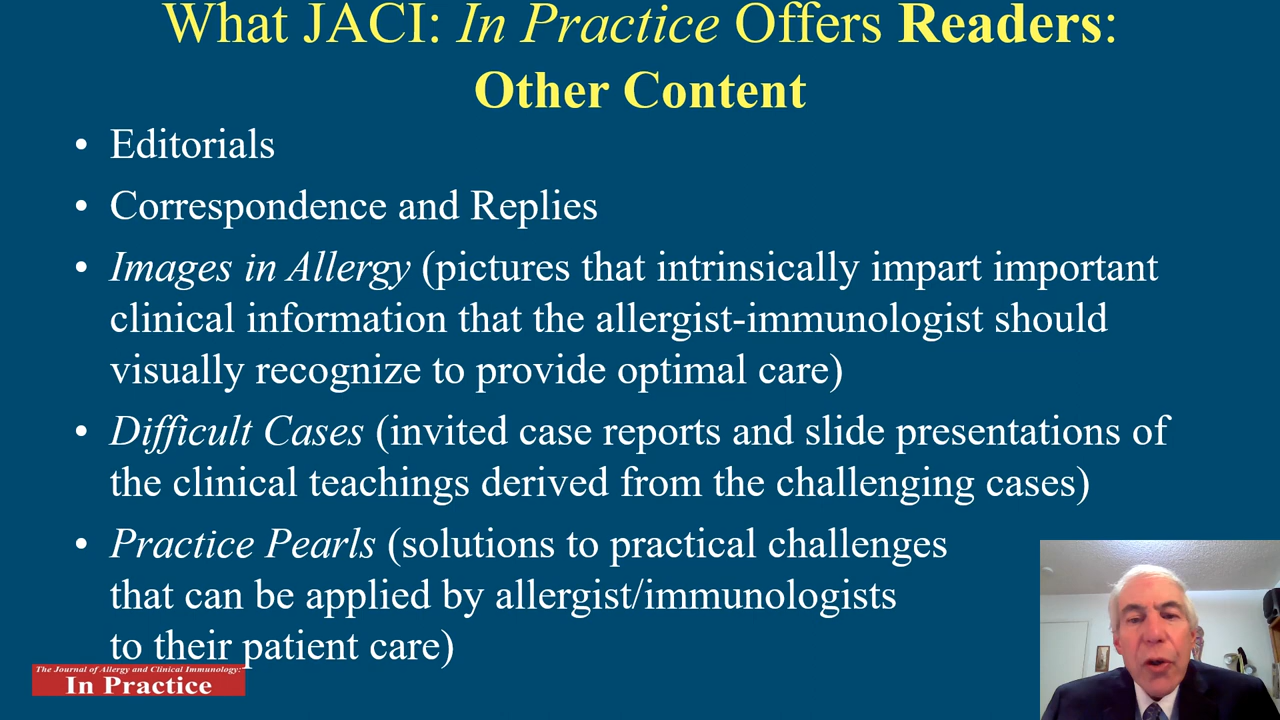 What JACI: In Practice Offers Readers:
Other Content
• Editorials
• Correspondence and Replies
• Images in Allergy (pictures that intrinsically impart important
clinical information that the allergist-immunologist should
visually recognize to provide optimal care)
• Difficult Cases (invited case reports and slide presentations of
the clinical teachings derived from the challenging cases)
• Practice Pearls (solutions to practical challenges
that can be applied by allergist/immunologists
to their patient care)
The Journal of Allergy and Clinical Immunology:
In Practice